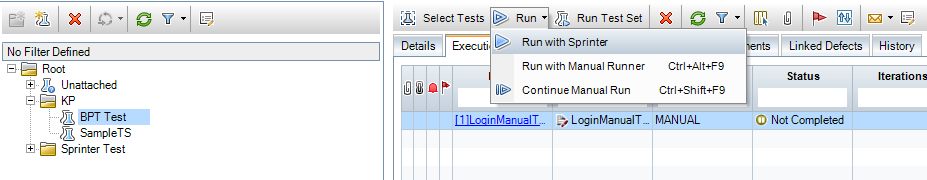 No Filter Defined
Root
Unattached
KP
BPT Test
SampleTS
Sprinter Test
Select Tests Run Run Test Set
Run with Sprinter
Run with Manual Runner Ctrl+Alt+F9
Continue Manual Run Ctrl+Shift+F9
Details Linked Defects History
Status Iterations
[1]LoginManualT... LoginManualT... MANUAL Not Completed